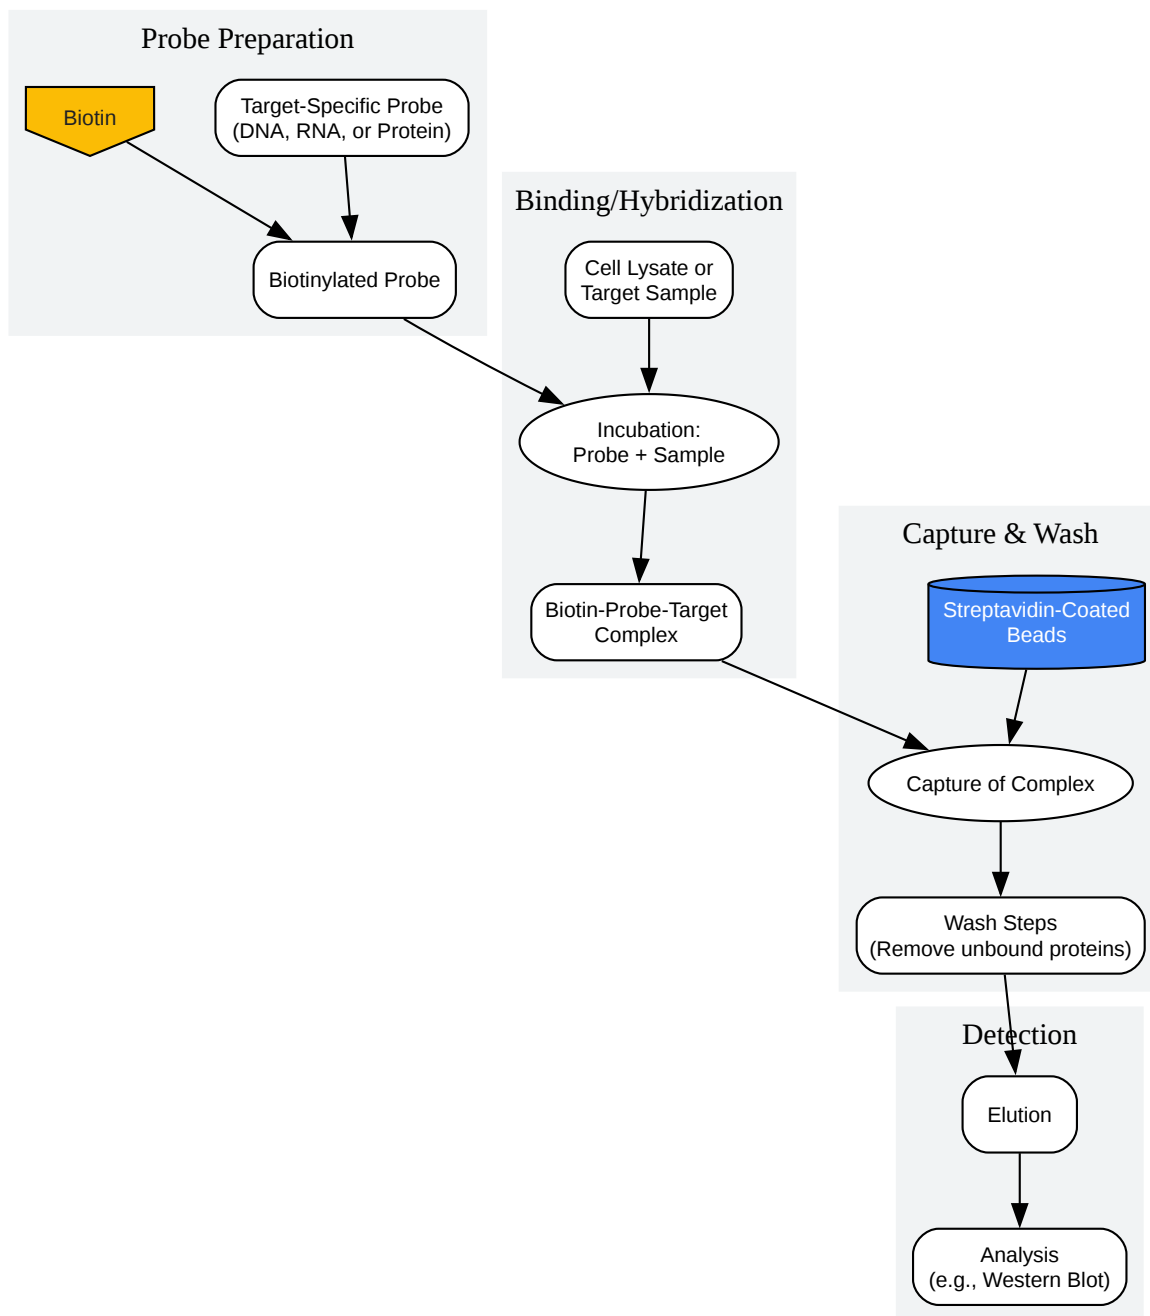 Probe Preparation
Biotin
Target-Specific Probe
(DNA, RNA, or Protein)
Biotinylated Probe
Binding/Hybridization
Cell Lysate or
Target Sample
Incubation:
Probe + Sample
Biotin-Probe-Target
Complex
Capture & Wash
Streptavidin-Coated
Beads
Capture of Complex
Wash Steps
(Remove unbound proteins)
Detection
Elution
Analysis
(e.g., Western Blot)